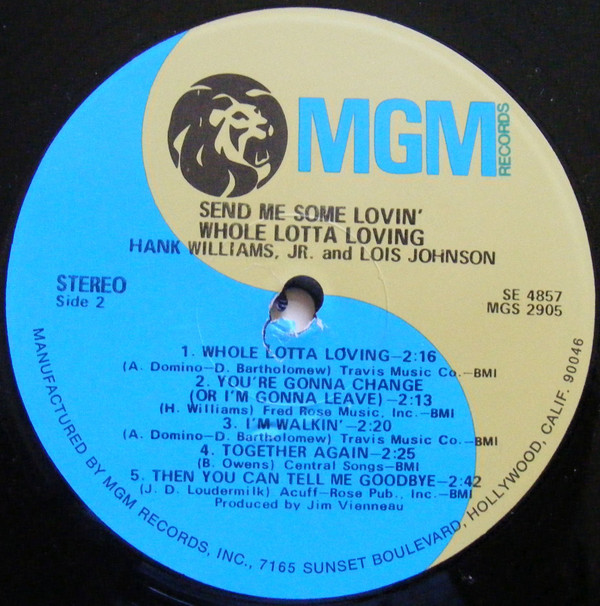 MGM
RECORDS
SEND ME SOME LOVIN'
WHOLE LOTTA LOVING
HANK WILLIAMS, JR. and LOIS JOHNSON
STEREO
Side 2
SE 4857
MGS 2905
1. WHOLE LOTTA LOVING—2:16
(A. Domino—D. Bartholomew) Travis Music Co.—BMI
2. YOU'RE GONNA CHANGE
(OR I'M GONNA LEAVE)—2:13
(H. Williams) Fred Rose Music, Inc.—BMI
3. I'M WALKIN'—2:20
(A. Domino—D. Bartholomew) Travis Music Co.—BMI
4. TOGETHER AGAIN—2:25
(B. Owens) Central Songs—BMI
5. THEN YOU CAN TELL ME GOODBYE—2:42
(J. D. Loudermilk) Acuff—Rose Pub., Inc.—BMI
Produced by Jim Vienneau
MANUFACTURED BY MGM RECORDS, INC., 7165 SUNSET BOULEVARD, HOLLYWOOD, CALIF. 90046